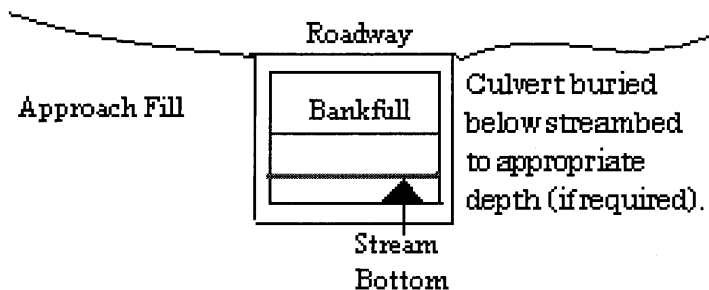 Roadway
Approach Fill
Bankfull
Culvert buried
below streambed
to appropriate
depth (if required).
Stream
Bottom